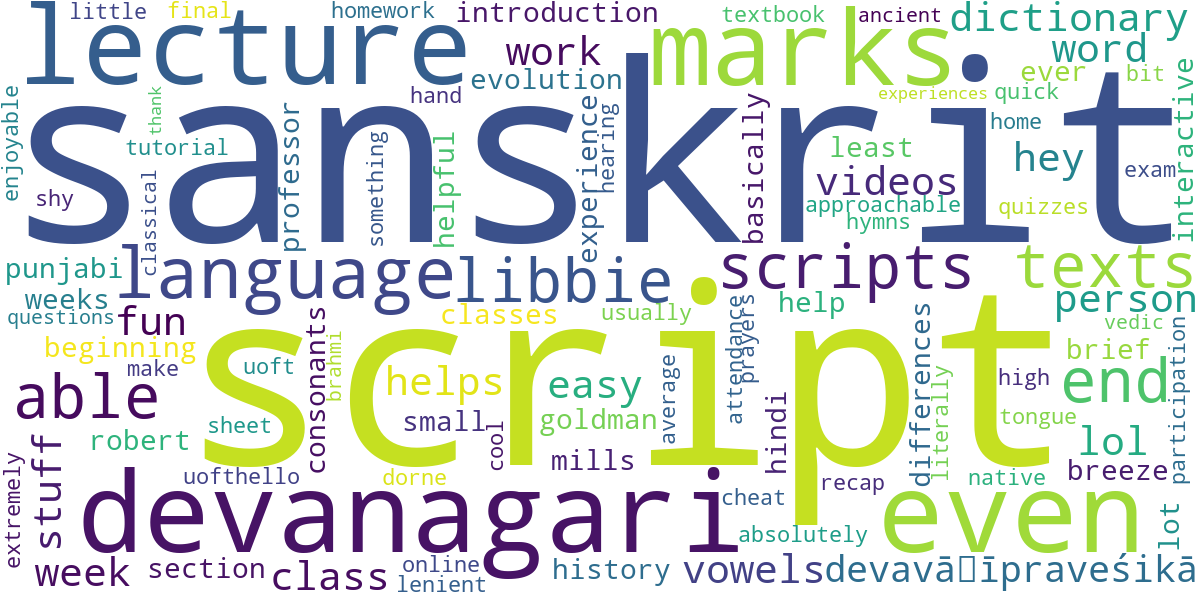 little
final
homework
introduction
textbook
ancient
dictionary
lecture
work
marks
word
evolution
ever
bit
enjoyable
thank
hand
experiences
quick
interactive
sanskrit
tutorial
professor
something
helpful
experience
hearing
basically
least
home
hey
exam
shy
classical
videos
approachable
hymns
quizzes
punjabi
language
libbie
scripts
texts
weeks
questions
fun
consonants
brahmi
classes
usually
attendance
prayers
help
differences
person
vedic
beginning
make
uoft
script
brief
participation
able
helps
easy
average
high
end
literally
sheet
small
goldman
hindi
tongue
robert
cool
lol
stuff
uofthello
dorne
mills
recap
native
breeze
extremely
devanagari
cheat
even
lot
absolutely
week
section
class
online
lenient
history
vowels
devavā□īpraveśikā